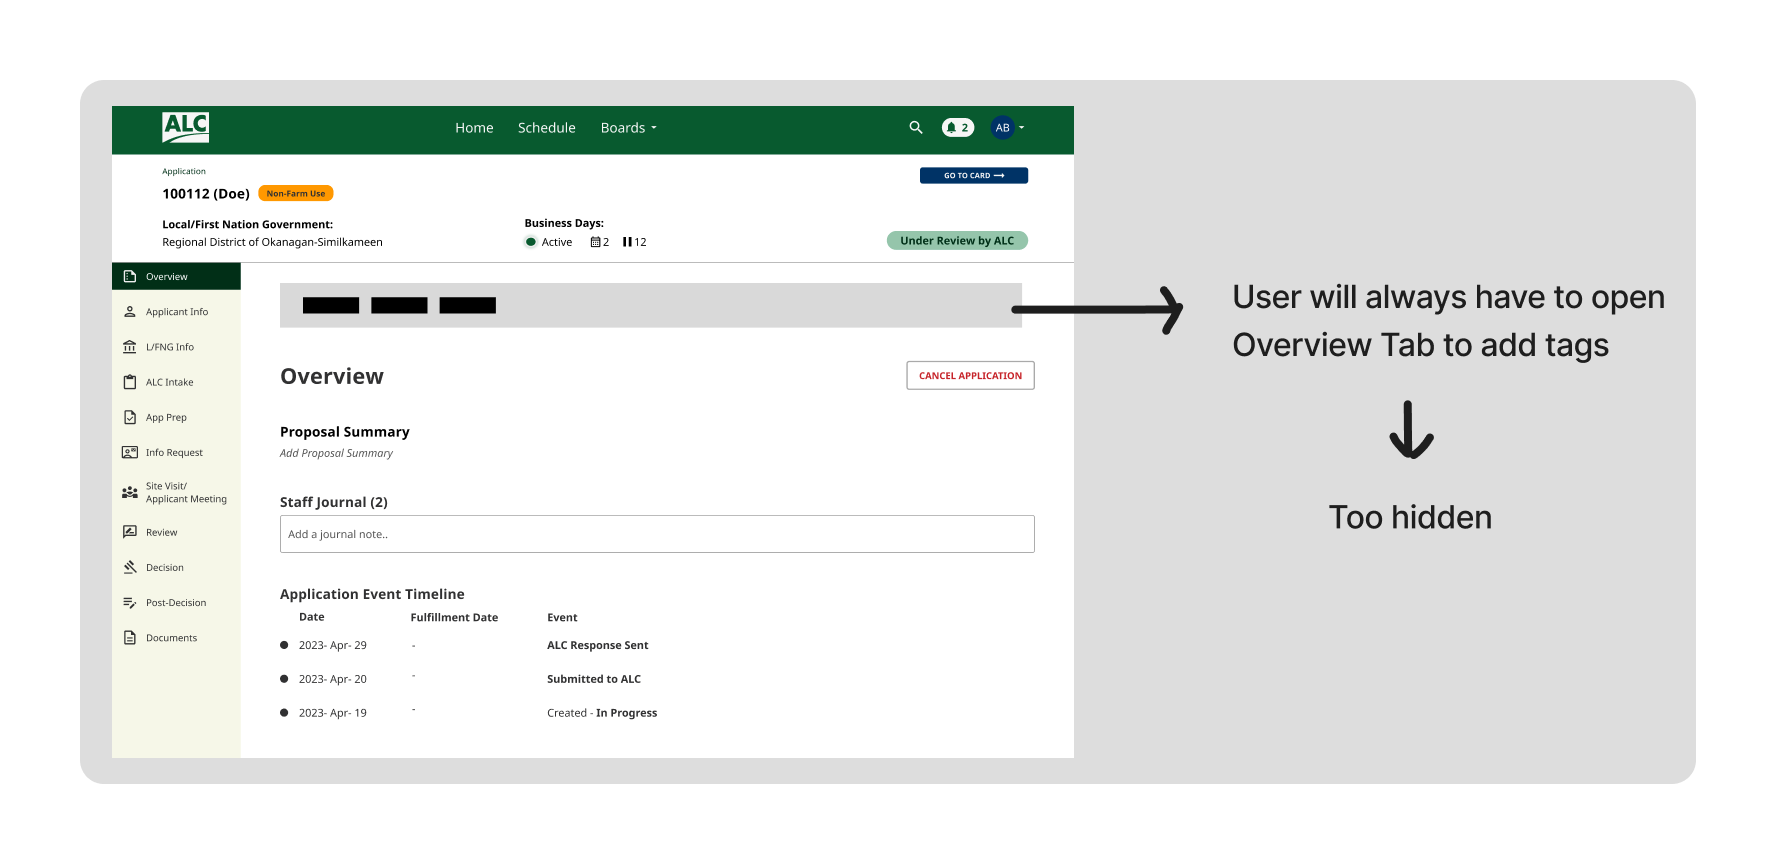 ALC
Home Schedule Boards
2
AB
Application
100112 (Doe) Non-Farm Use
GO TO CARD
Local/First Nation Government:
Regional District of Okanagan-Similkameen
Business Days:
Active 2 12
Under Review by ALC
Overview
Applicant Info
L/FNG Info
ALC Intake
App Prep
Info Request
Site Visit/
Applicant Meeting
Review
Decision
Post-Decision
Documents
Overview
CANCEL APPLICATION
Proposal Summary
Add Proposal Summary
Staff Journal (2)
Add a journal note..
Application Event Timeline
Date Fulfillment Date Event
2023- Apr- 29 - ALC Response Sent
2023- Apr- 20 - Submitted to ALC
2023- Apr- 19 - Created - In Progress
User will always have to open
Overview Tab to add tags
Too hidden